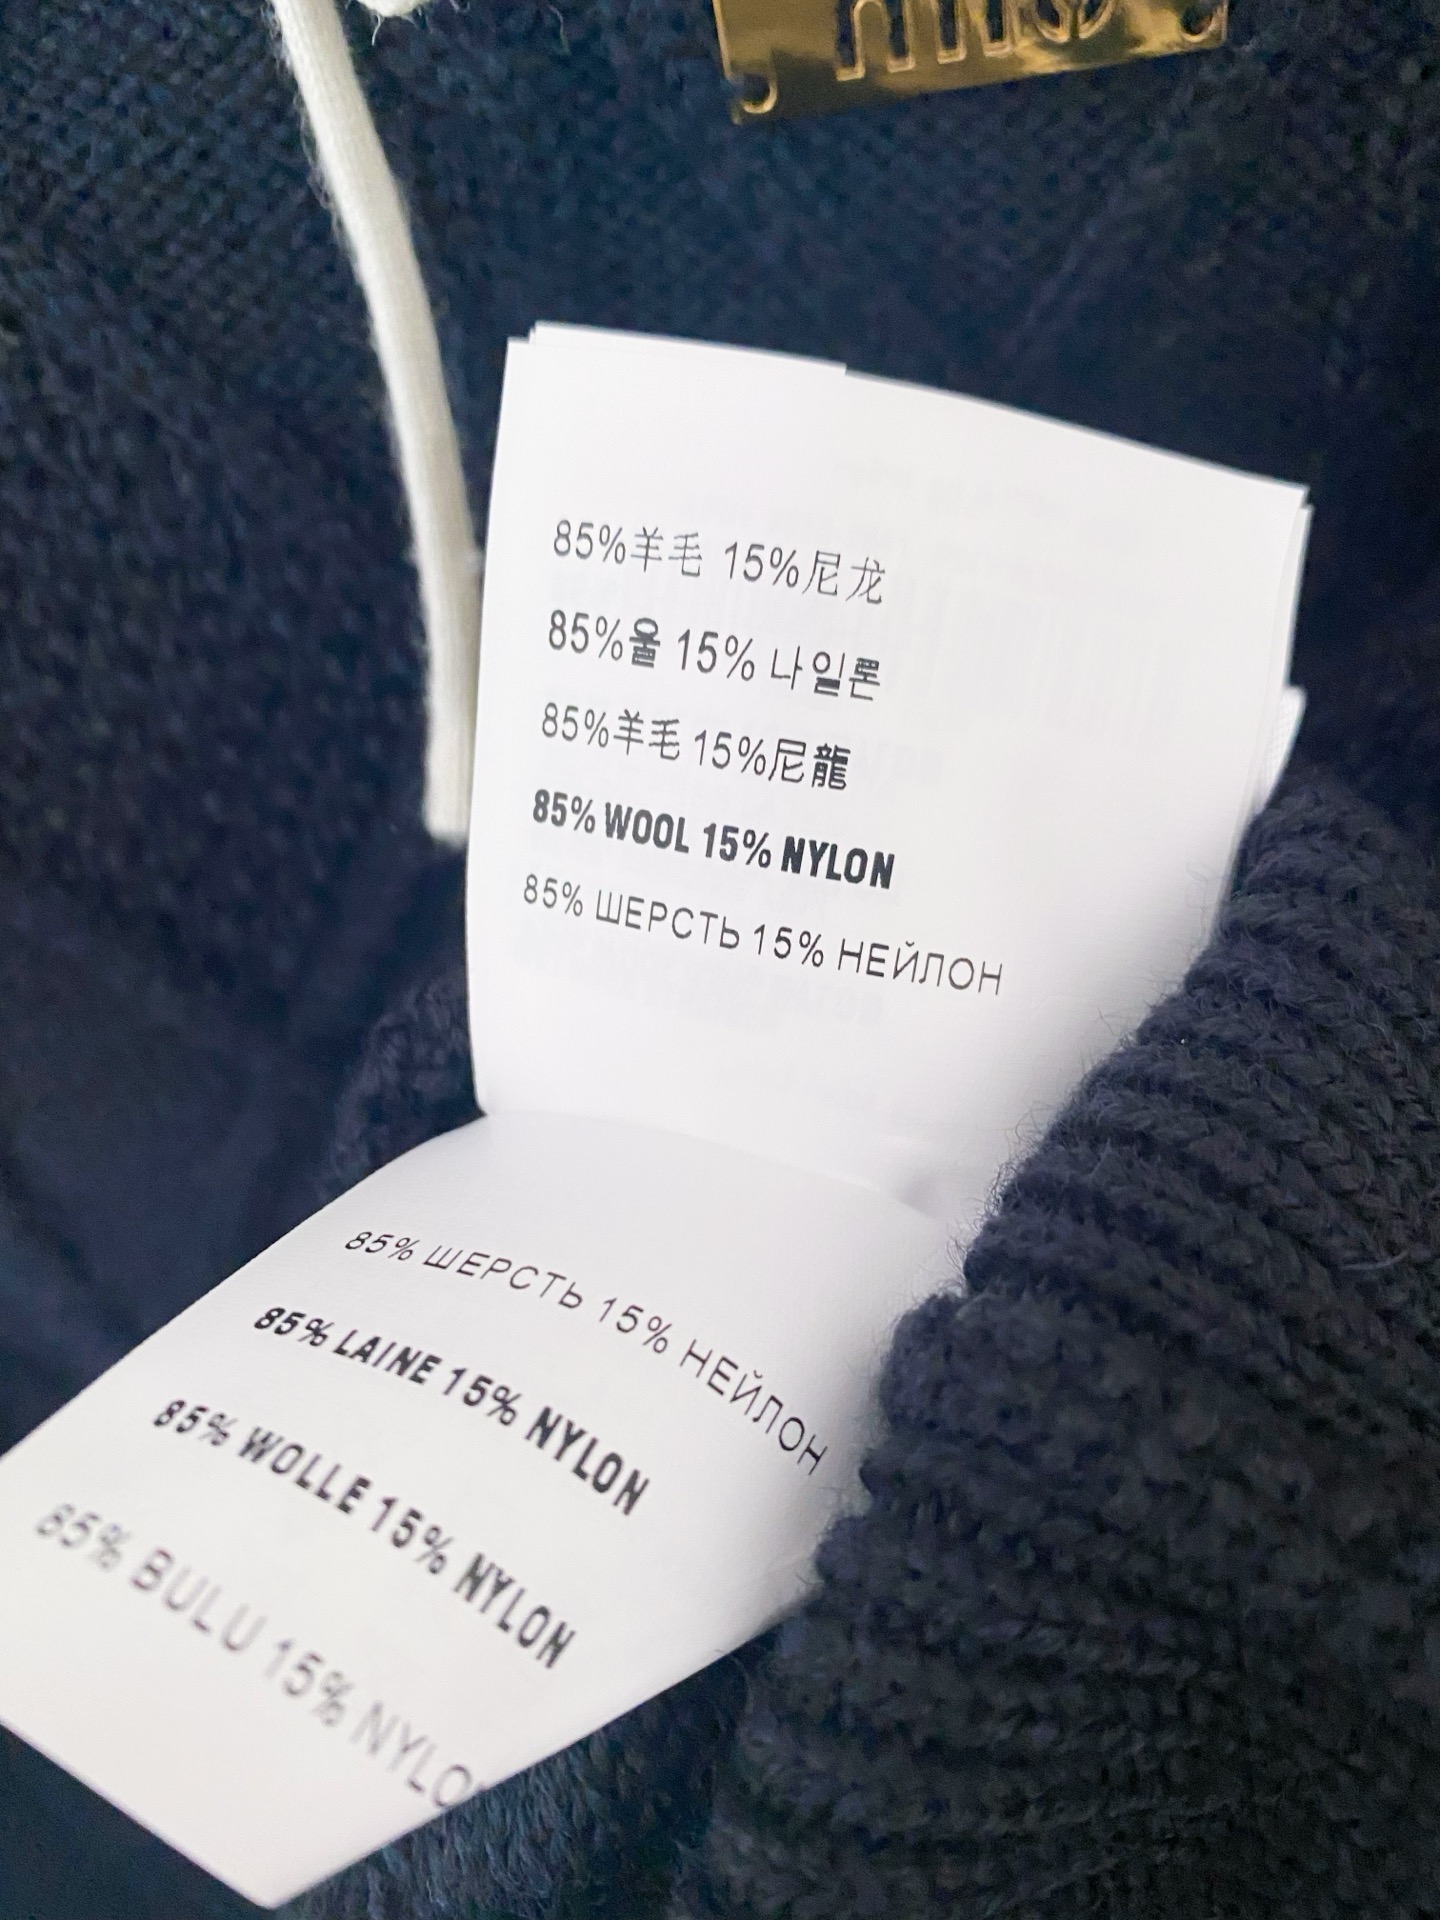 85%羊毛 15%尼龙
85%울 15% 나일론
85%羊毛 15%尼龍
85% WOOL 15% NYLON
85% ШЕРСТЬ 15% НЕЙЛОН
85% ШЕРСТЬ 15% НЕЙЛОН
85% LAINE 15% NYLON
85% WOLLE 15% NYLON
85% BULU 15%